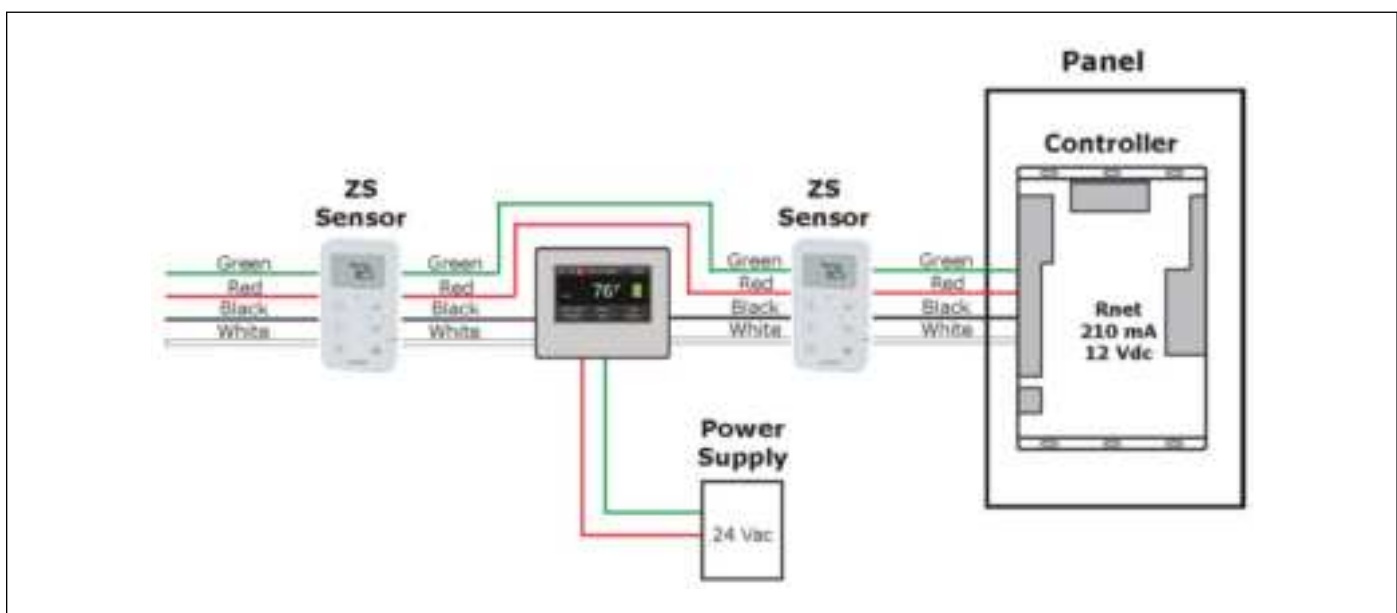 Panel
Controller
ZS
Sensor
ZS
Sensor
Green
Green
Green
Green
Red
Red
Red
Red
Black
Black
Black
Black
White
White
White
White
76°
Rnet
210 mA
12 Vdc
Power
Supply
24 Vac